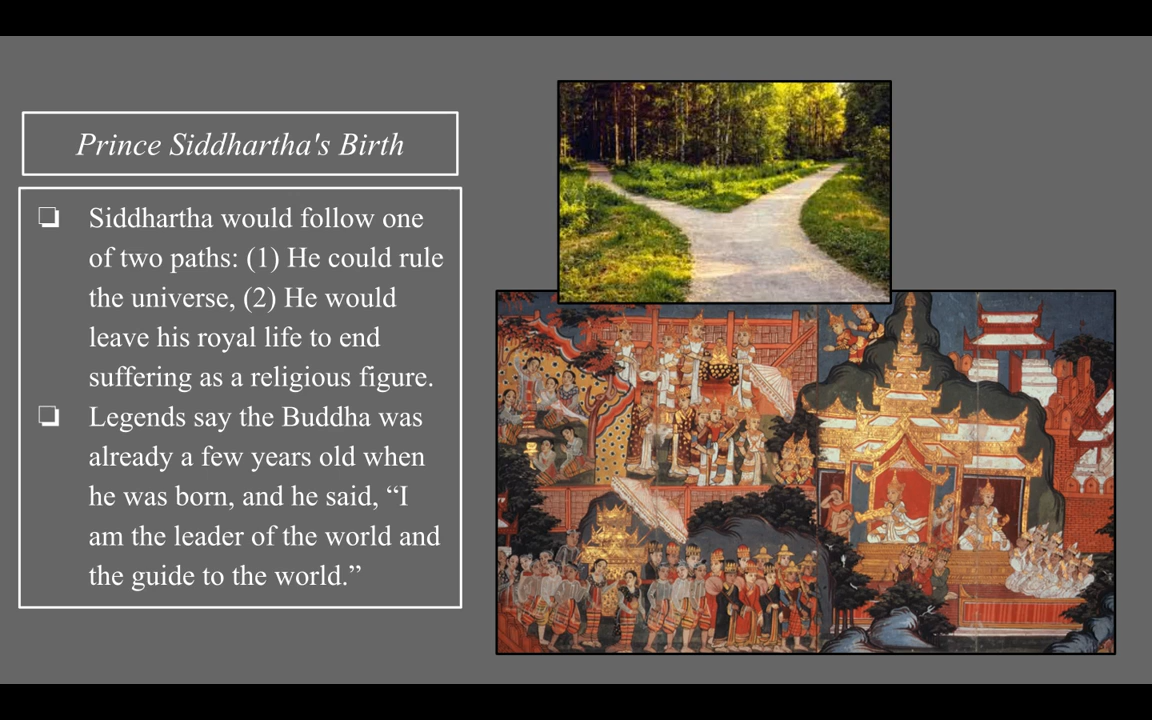 Prince Siddhartha's Birth
Siddhartha would follow one
of two paths: (1) He could rule
the universe, (2) He would
leave his royal life to end
suffering as a religious figure.
Legends say the Buddha was
already a few years old when
he was born, and he said, “I
am the leader of the world and
the guide to the world.”